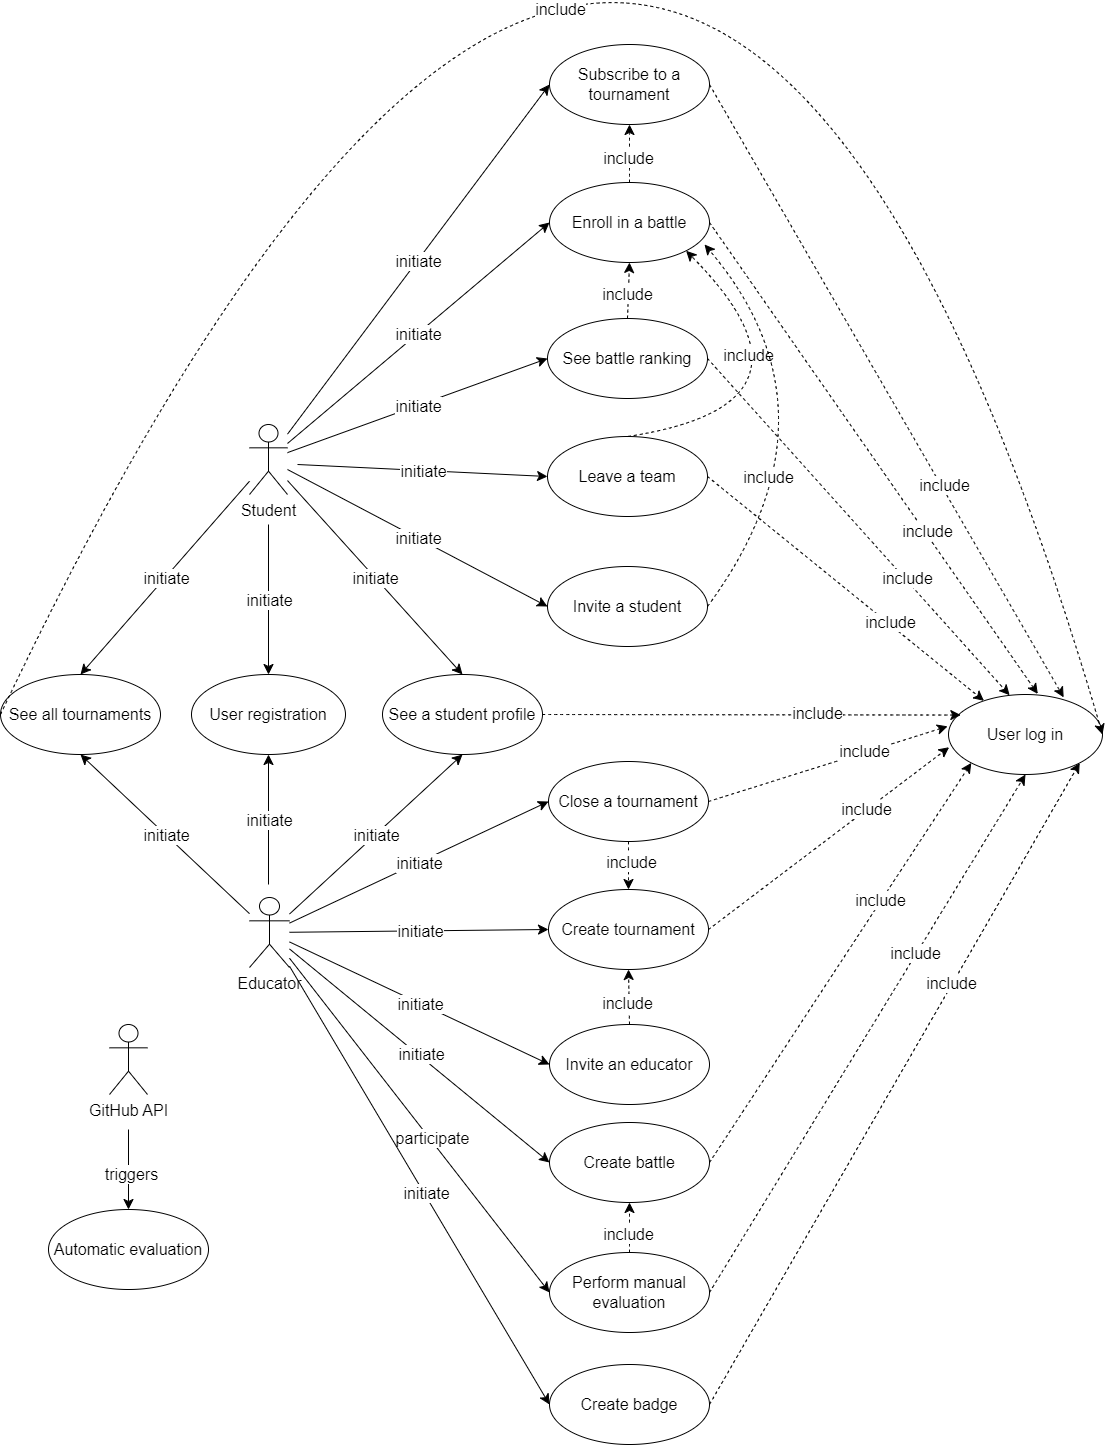 include
Subscribe to a
tournament
include
Enroll in a battle
initiate
include
initiate
See battle ranking
include
initiate
initiate
Leave a team
include
include
Student
include
initiate
include
initiate
initiate
initiate
Invite a student
include
See all tournaments
User registration
See a student profile
include
User log in
include
Close a tournament
include
initiate
initiate
initiate
initiate
include
include
Create tournament
initiate
include
Educator
include
include
initiate
initiate
Invite an educator
GitHub API
participate
Create battle
triggers
initiate
include
Automatic evaluation
Perform manual
evaluation
Create badge